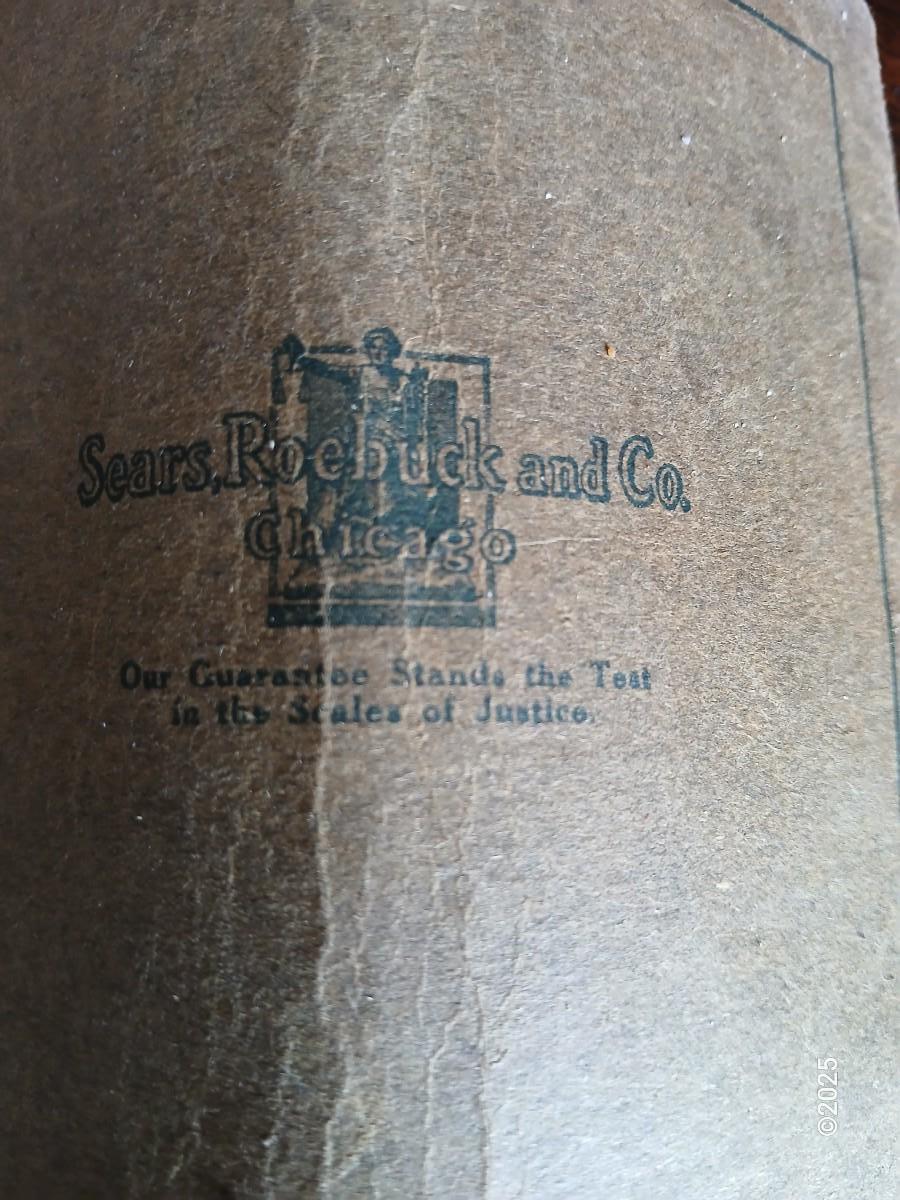 Sears, Roebuck and Co.
Chicago
Our Guarantee Stands the Test
in the Scales of Justice.
©2025